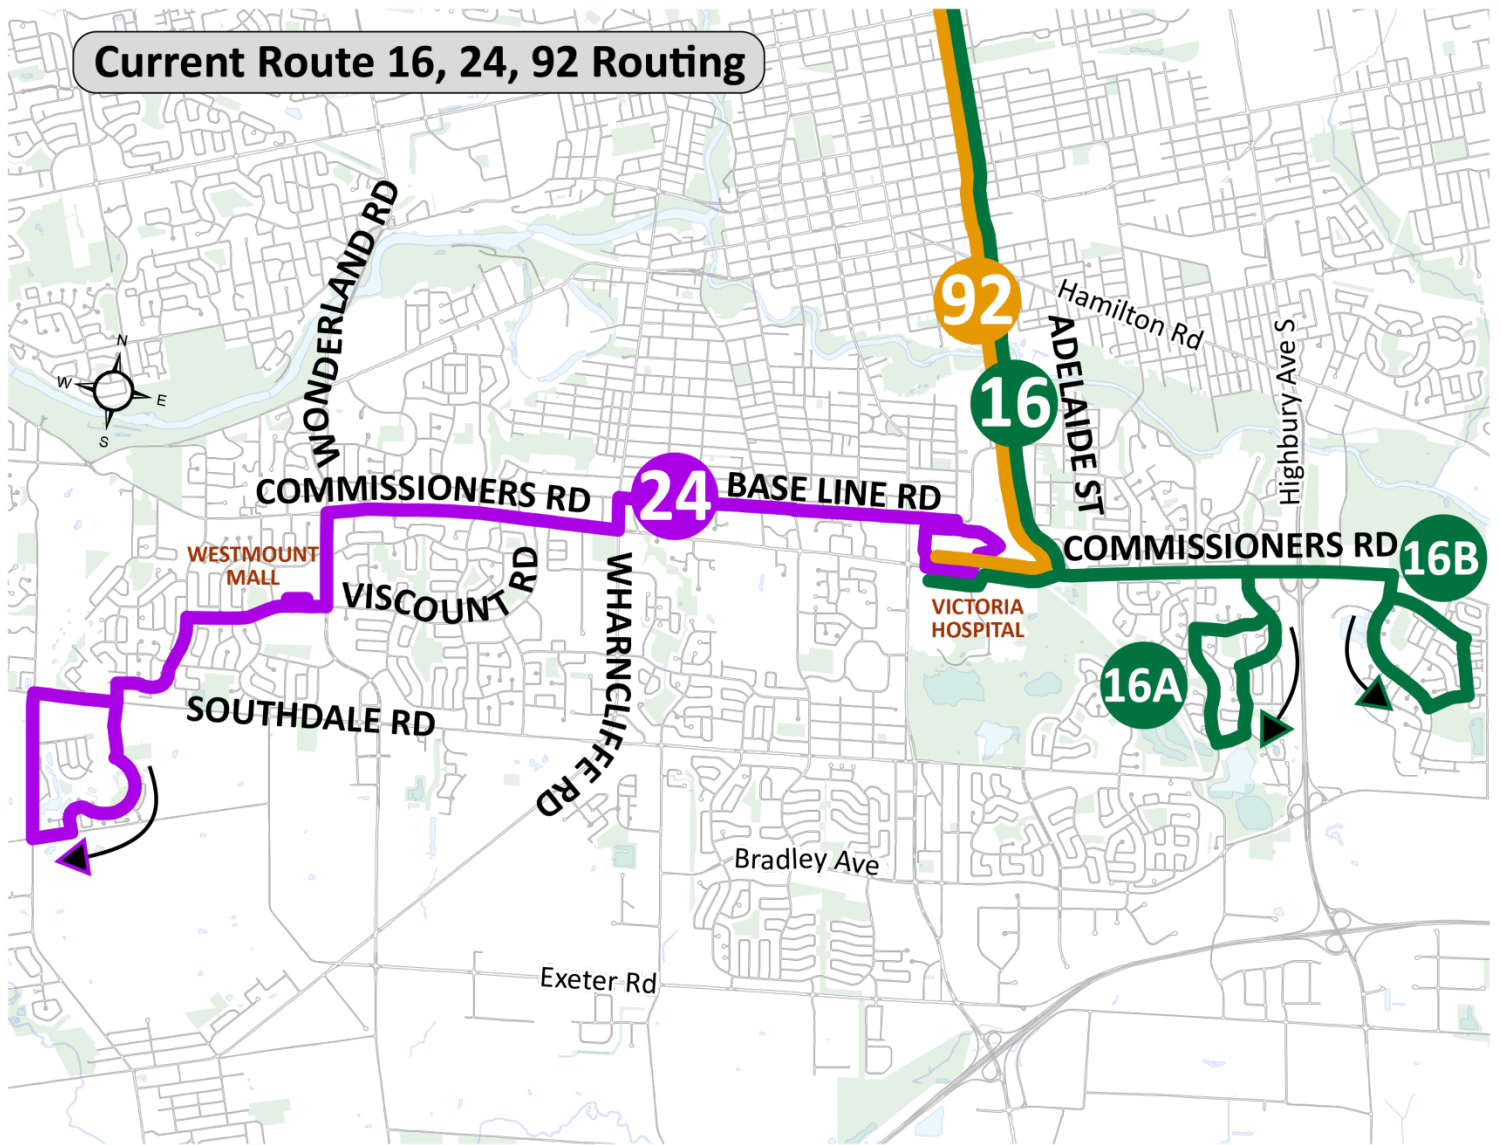 Current Route 16, 24, 92 Routing
WONDERLAND RD
N
W
E
S
92
Hamilton Rd
ADELAIDE ST
Highbury Ave S
16
COMMISSIONERS RD
24
BASE LINE RD
WESTMOUNT
MALL
VISCOUNT RD
WHARNCLIFFE RD
COMMISSIONERS RD
16B
VICTORIA
HOSPITAL
16A
SOUTHDALE RD
Bradley Ave
Exeter Rd